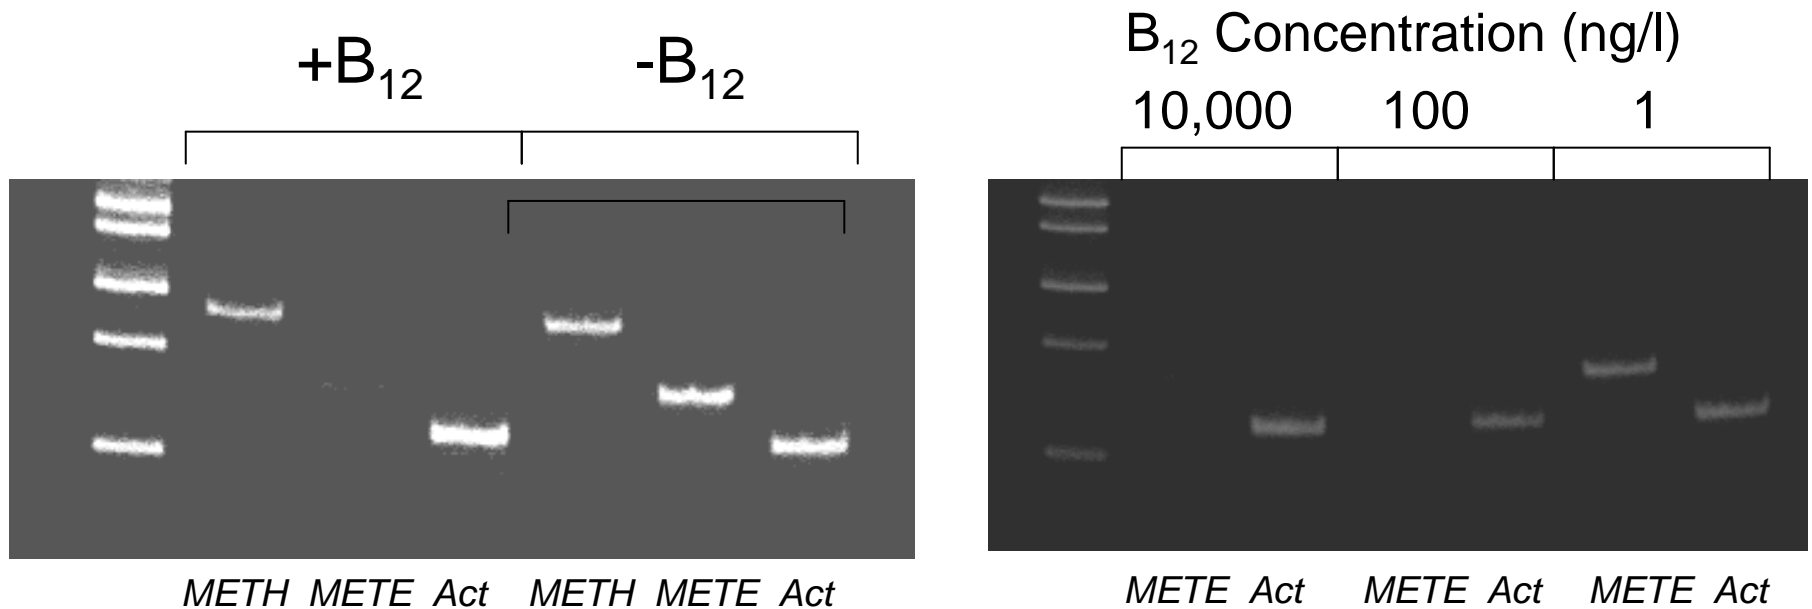 +B₁₂ -B₁₂
METH METE Act METH METE Act
B₁₂ Concentration (ng/l)
10,000 100 1
METE Act METE Act METE Act